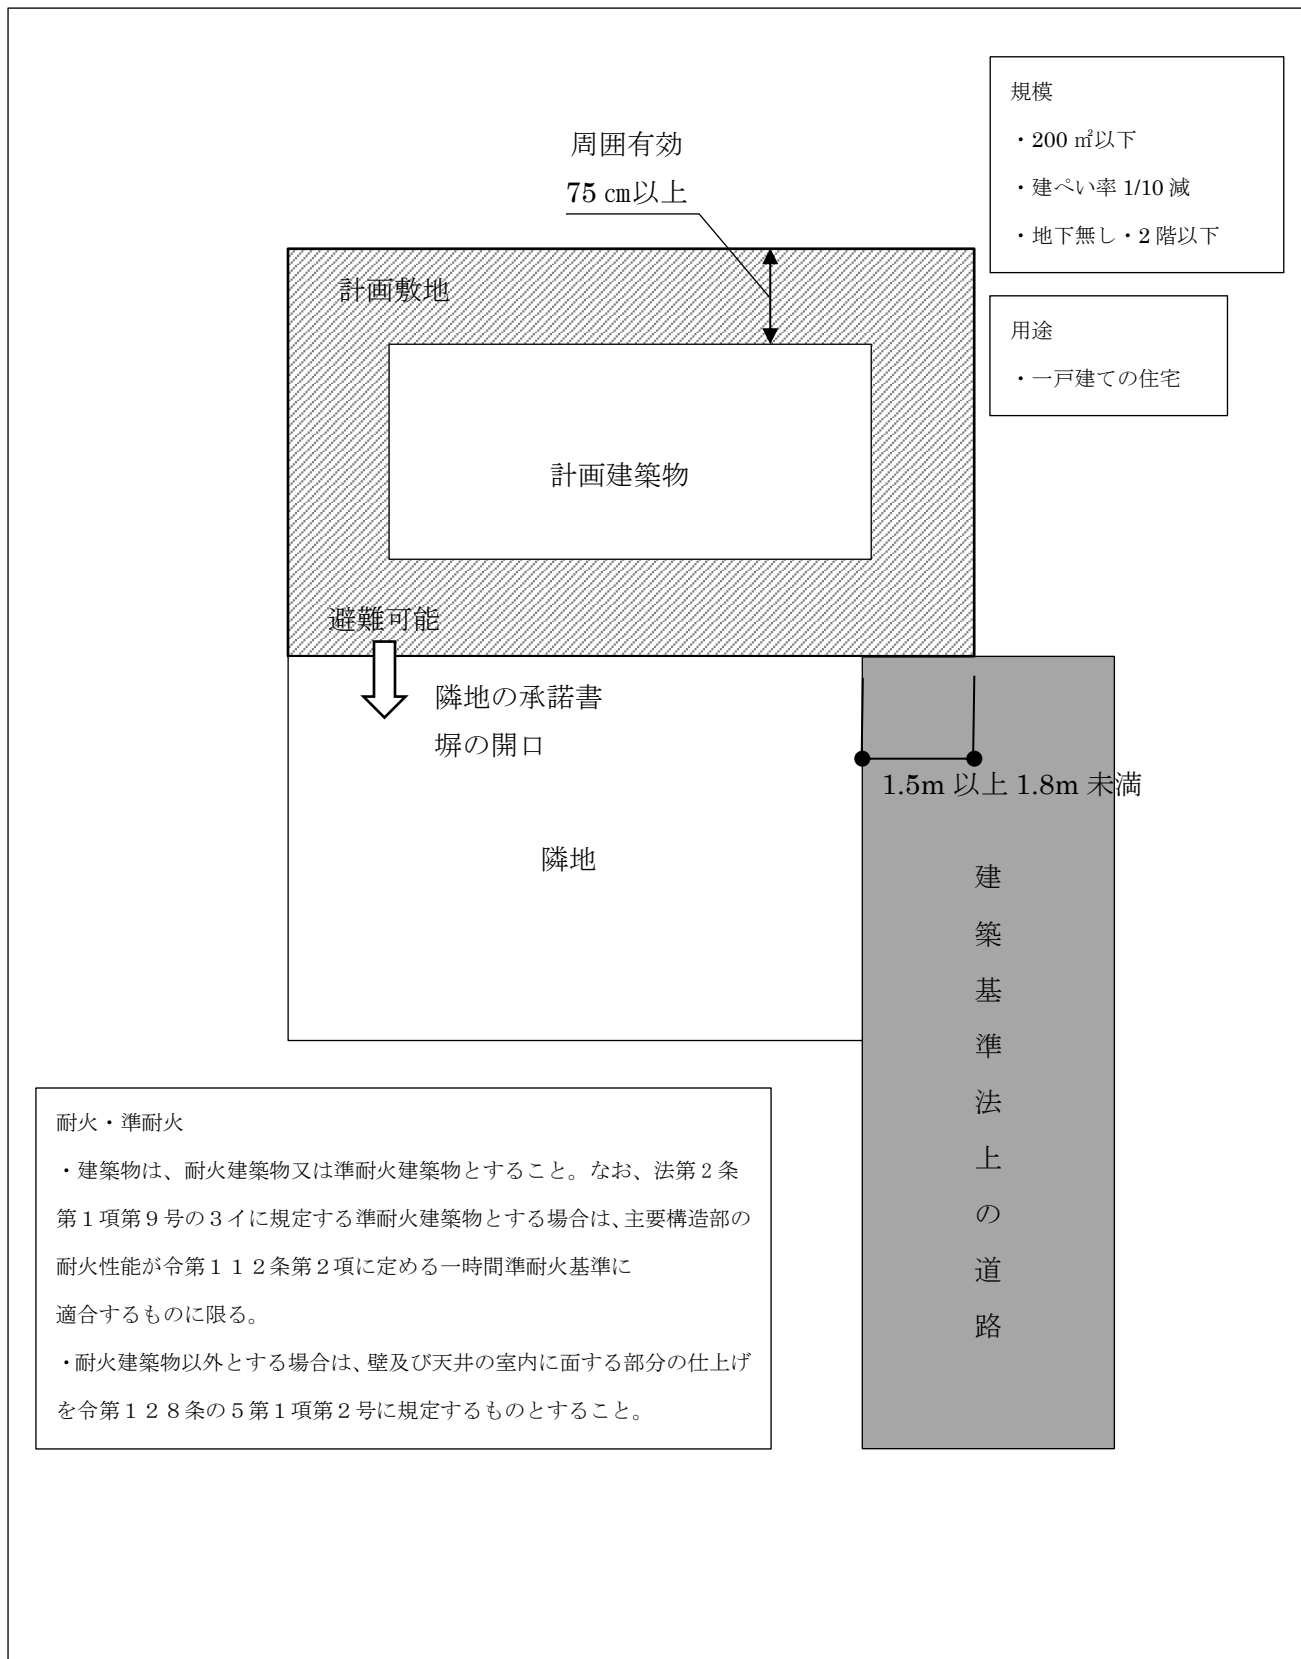 規模
・200 ㎡以下
・建ぺい率 1/10 減
・地下無し・2 階以下
周囲有効
75 ㎝以上
計画敷地
用途
・一戸建ての住宅
計画建築物
避難可能
隣地の承諾書
塀の開口
1.5m 以上 1.8m 未満
隣地
建築基準法上の道路
耐火・準耐火
・建築物は、耐火建築物又は準耐火建築物とすること。なお、法第２条
第１項第９号の３イに規定する準耐火建築物とする場合は、主要構造部の
耐火性能が令第１１２条第２項に定める一時間準耐火基準に
適合するものに限る。
・耐火建築物以外とする場合は、壁及び天井の室内に面する部分の仕上げ
を令第１２８条の５第１項第２号に規定するものとすること。